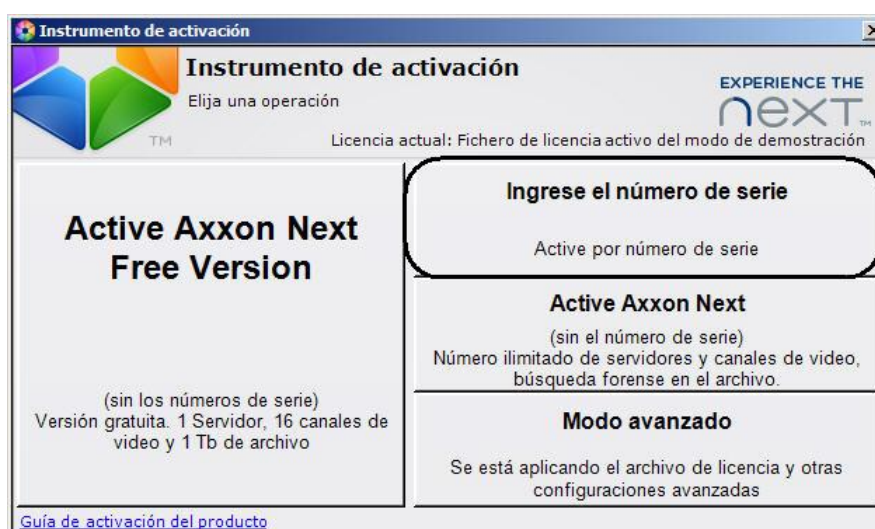 Instrumento de activación
Instrumento de activación
Elija una operación
EXPERIENCE THE
next™
TM
Licencia actual: Fichero de licencia activo del modo de demostración
Active Axxon Next
Free Version
(sin los números de serie)
Versión gratuita. 1 Servidor, 16 canales de
video y 1 Tb de archivo
Ingrese el número de serie
Active por número de serie
Active Axxon Next
(sin el número de serie)
Número ilimitado de servidores y canales de video,
búsqueda forense en el archivo.
Modo avanzado
Se está aplicando el archivo de licencia y otras
configuraciones avanzadas
Guía de activación del producto